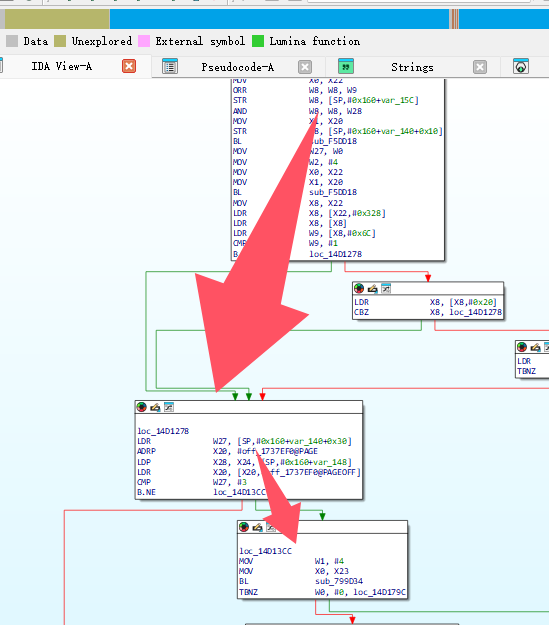 Data Unexplored External symbol Lumina function
IDA View-A Pseudocode-A Strings
MOV X0, X22
ORR W8, W8, W9
STR W8, [SP,#0x160+var_15C]
AND W8, W8, W28
MOV X1, X20
STR W8, [SP,#0x160+var_140+0x10]
BL sub_F5DD18
MOV W27, W0
MOV W2, #4
MOV X0, X22
MOV X1, X20
BL sub_F5DD18
MOV X8, X22
LDR X8, [X22,#0x328]
LDR X8, [X8]
LDR W9, [X8,#0x6C]
CMP W9, #1
loc_14D1278
LDR X8, [X8,#0x20]
CBZ X8, loc_14D1278
LDR
TBNZ
loc_14D1278
LDR W27, [SP,#0x160+var_140+0x30]
ADRP X20, #off_1737EF0@PAGE
LDP X28, X24, [SP,#0x160+var_148]
LDR X20, [X20,#off_1737EF0@PAGEOFF]
CMP W27, #3
B.NE loc_14D13CC
loc_14D13CC
MOV W1, #4
MOV X0, X23
BL sub_799D34
TBNZ W0, #0, loc_14D179C